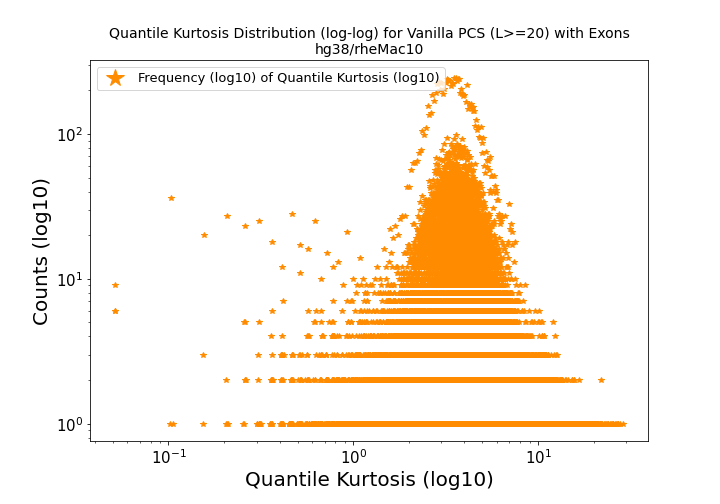 Quantile Kurtosis Distribution (log-log) for Vanilla PCS (L>=20) with Exons
hg38/rheMac10
Frequency (log10) of Quantile Kurtosis (log10)
Counts (log10)
10²
10¹
10⁰
10⁻¹ 10⁰ 10¹
Quantile Kurtosis (log10)